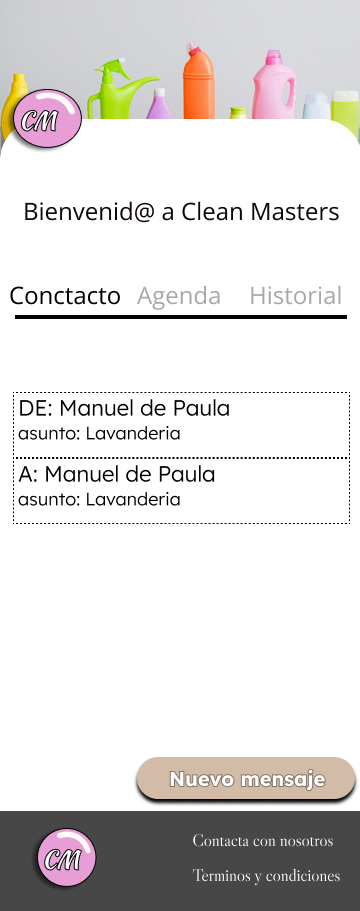 CM
Bienvenid@ a Clean Masters
Conctacto Agenda Historial
DE: Manuel de Paula
asunto: Lavanderia
A: Manuel de Paula
asunto: Lavanderia
Nuevo mensaje
CM
Contacta con nosotros
Terminos y condiciones